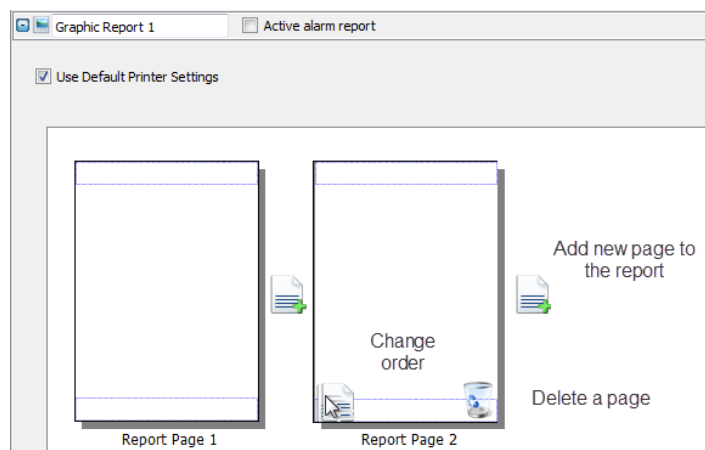 Graphic Report 1
Active alarm report
Use Default Printer Settings
Add new page to
the report
Change
order
Delete a page
Report Page 1
Report Page 2